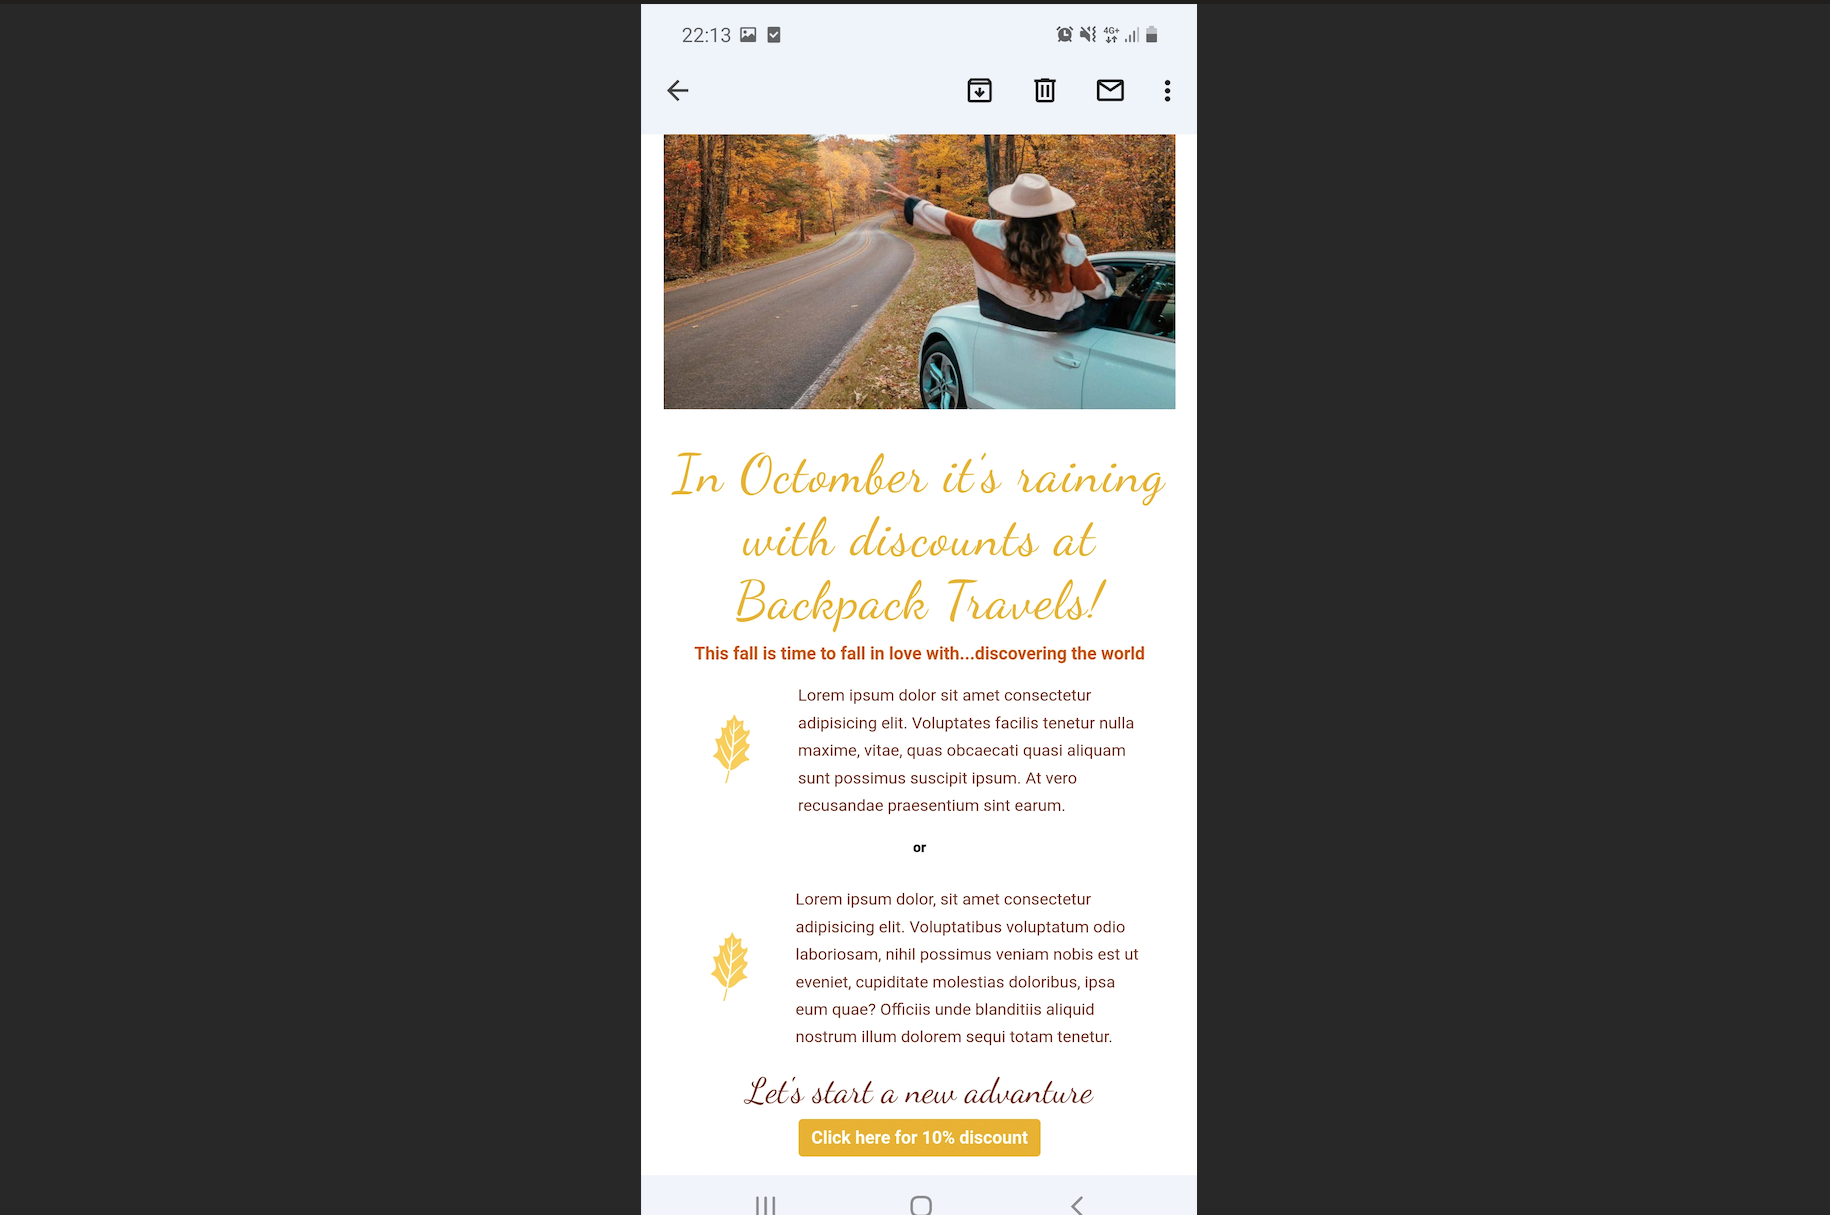 22:13
4G+
In Octomber it's raining
with discounts at
Backpack Travels!
This fall is time to fall in love with...discovering the world
Lorem ipsum dolor sit amet consectetur
adipisicing elit. Voluptates facilis tenetur nulla
maxime, vitae, quas obcaecati quasi aliquam
sunt possimus suscipit ipsum. At vero
recusandae praesentium sint earum.
or
Lorem ipsum dolor, sit amet consectetur
adipisicing elit. Voluptatibus voluptatum odio
laboriosam, nihil possimus veniam nobis est ut
eveniet, cupiditate molestias doloribus, ipsa
eum quae? Officiis unde blanditiis aliquid
nostrum illum dolorem sequi totam tenetur.
Let's start a new advanture
Click here for 10% discount